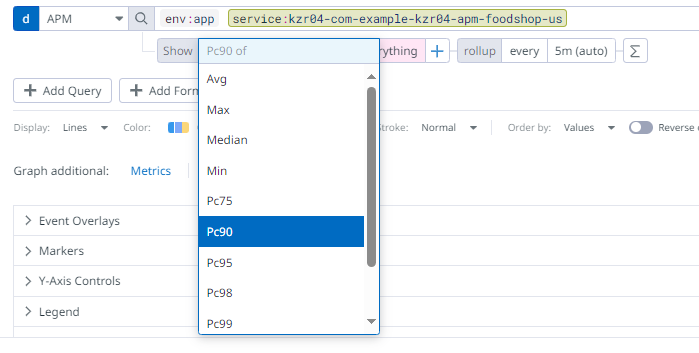 d APM env:app service:kzr04-com-example-kzr04-apm-foodshop-us
Show Pc90 of rything + rollup every 5m (auto) Σ
Avg
+ Add Query + Add Form
Max
Display: Lines Color: Stroke: Normal Order by: Values Reverse
Median
Graph additional: Metrics
Min
Pc75
Event Overlays
Pc90
Markers
Pc95
Y-Axis Controls
Pc98
Legend
Pc99